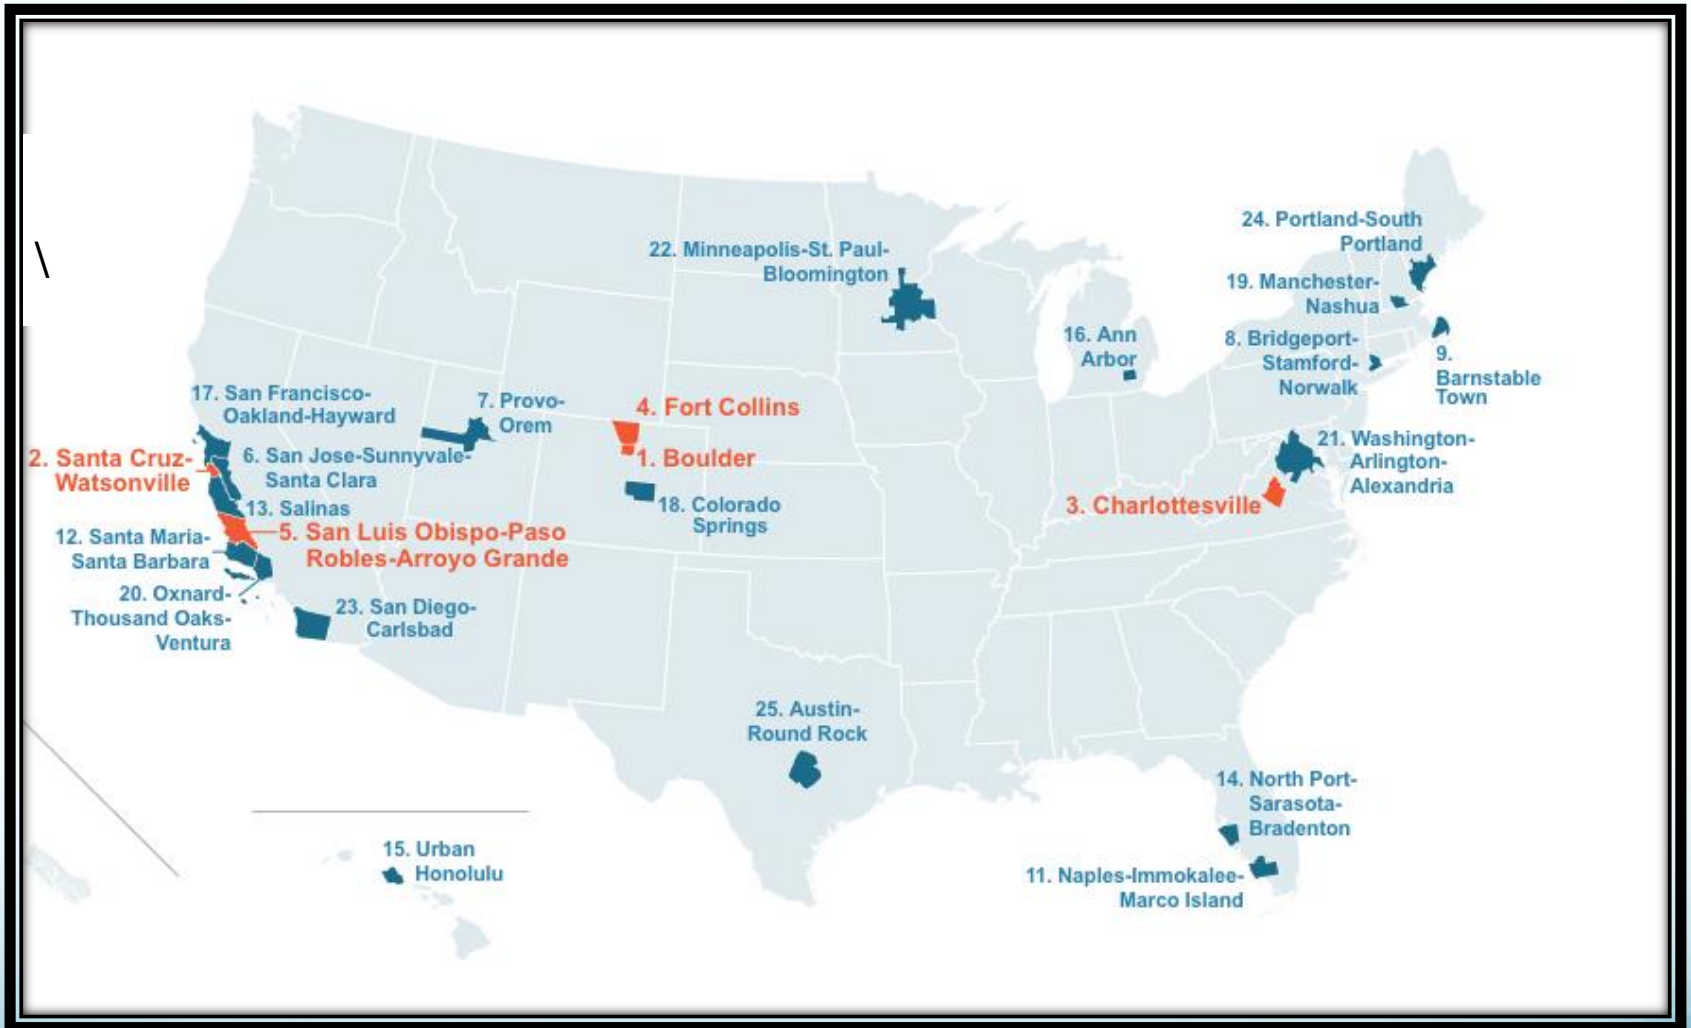 \
24. Portland-South
Portland
22. Minneapolis-St. Paul-
Bloomington
19. Manchester-
Nashua
16. Ann
Arbor
8. Bridgeport-
Stamford-
Norwalk
9.
Barnstable
Town
17. San Francisco-
Oakland-Hayward
7. Provo-
Orem
4. Fort Collins
1. Boulder
21. Washington-
Arlington-
Alexandria
2. Santa Cruz-
Watsonville
6. San Jose-Sunnyvale-
Santa Clara
13. Salinas
18. Colorado
Springs
3. Charlottesville
5. San Luis Obispo-Paso
Robles-Arroyo Grande
12. Santa Maria-
Santa Barbara
20. Oxnard-
Thousand Oaks-
Ventura
23. San Diego-
Carlsbad
25. Austin-
Round Rock
14. North Port-
Sarasota-
Bradenton
15. Urban
Honolulu
11. Naples-Immokalee-
Marco Island